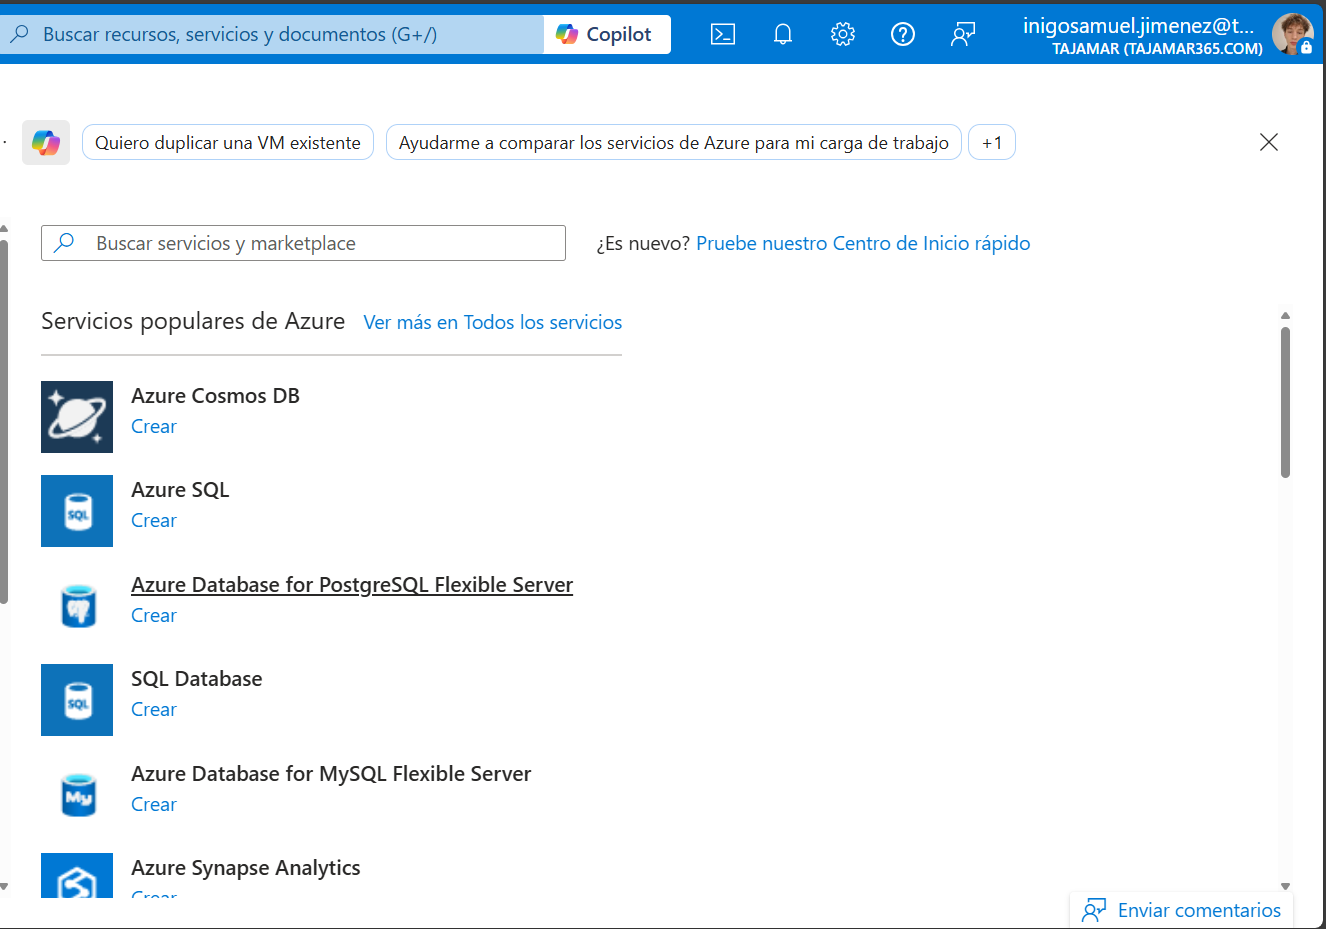 Buscar recursos, servicios y documentos (G+/)
Copilot
inigosamuel.jimenez@t...
TAJAMAR (TAJAMAR365.COM)
Quiero duplicar una VM existente
Ayudarme a comparar los servicios de Azure para mi carga de trabajo
+1
Buscar servicios y marketplace
¿Es nuevo? Pruebe nuestro Centro de Inicio rápido
Servicios populares de Azure Ver más en Todos los servicios
Azure Cosmos DB
Crear
SQL
Azure SQL
Crear
Azure Database for PostgreSQL Flexible Server
Crear
SQL
SQL Database
Crear
My
Azure Database for MySQL Flexible Server
Crear
Azure Synapse Analytics
Crear
Enviar comentarios